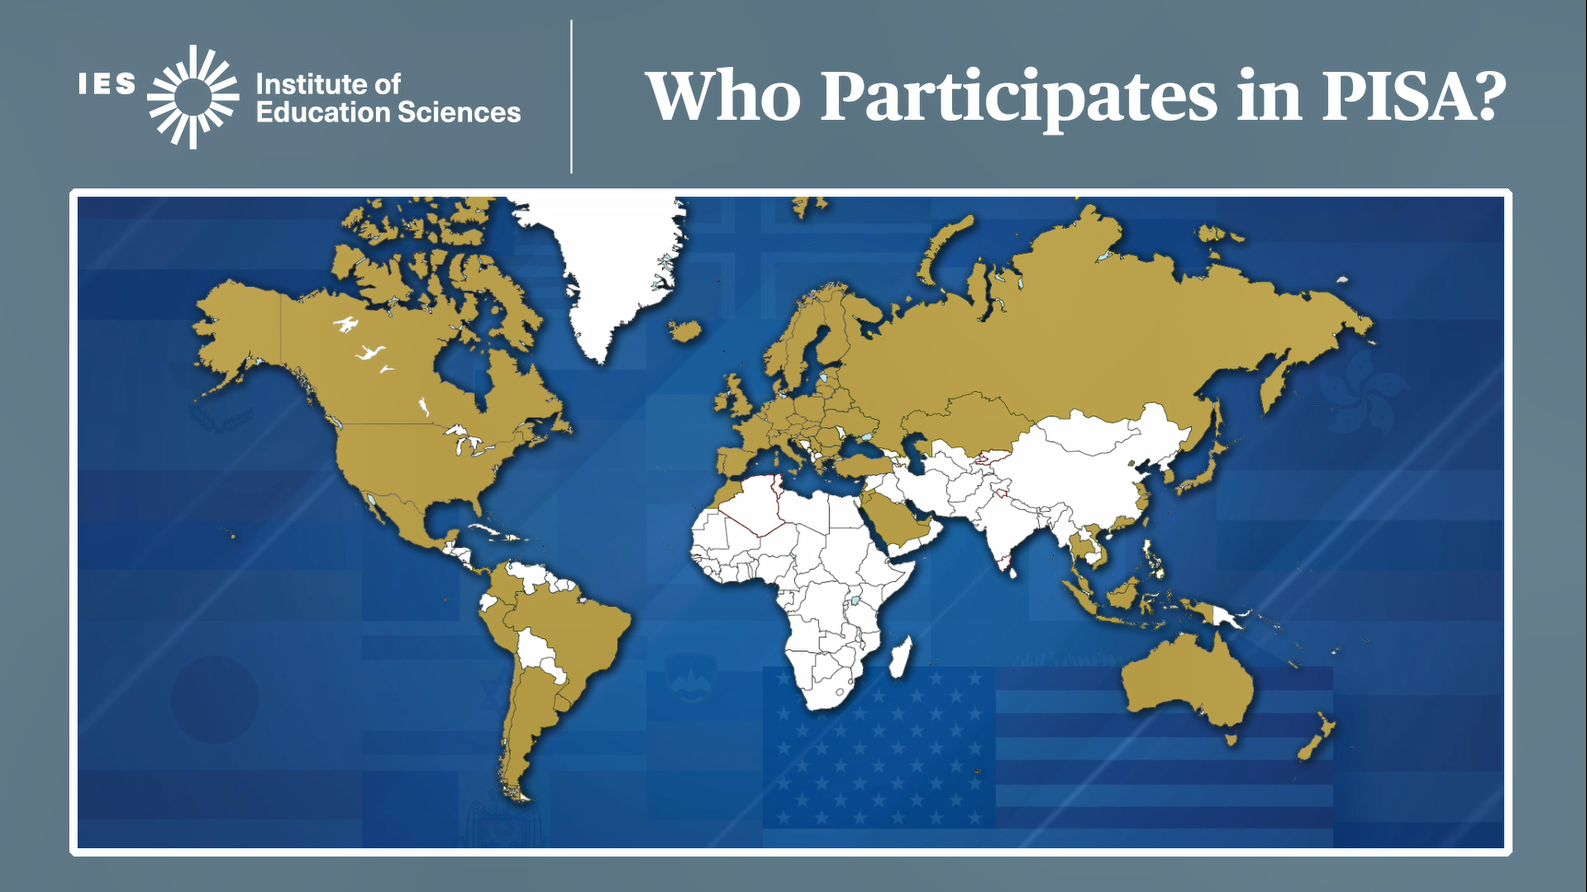 IES
Institute of
Education Sciences
Who Participates in PISA?